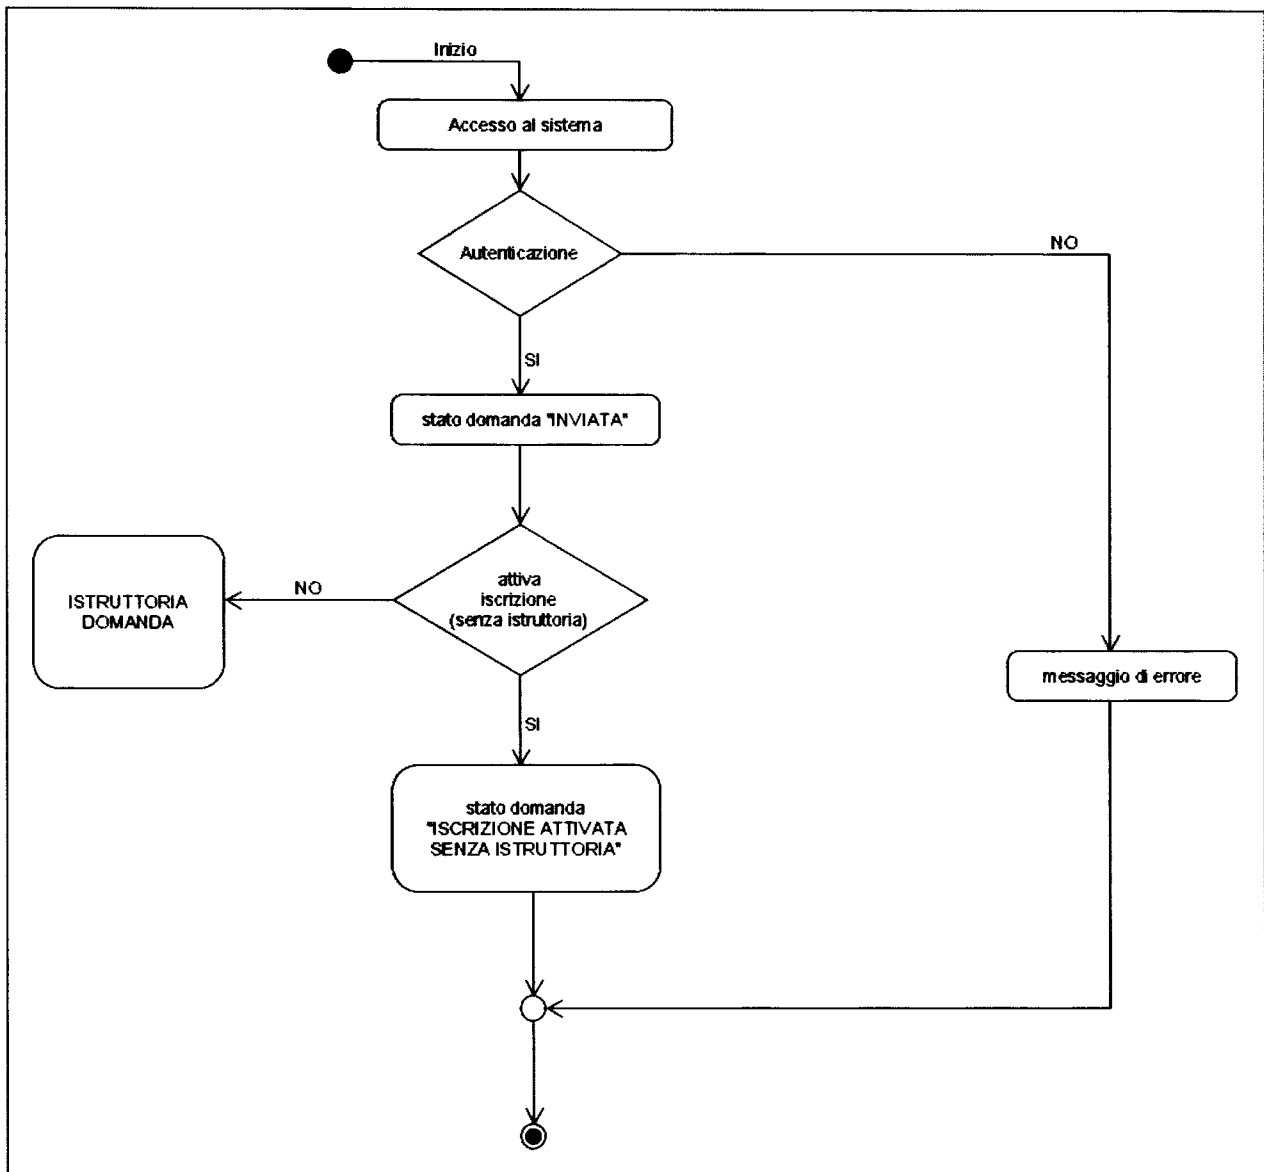 Inizio
Accesso al sistema
Autenticazione
NO
SI
stato domanda "INVIATA"
attiva
iscrizione
(senza istruttoria)
NO
ISTRUTTORIA
DOMANDA
messaggio di errore
SI
stato domanda
"ISCRIZIONE ATTIVATA
SENZA ISTRUTTORIA"